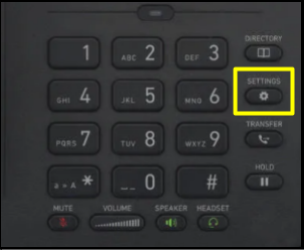 DIRECTORY
1
ABC 2
DEF 3
SETTINGS
GHI 4
JKL 5
MNO 6
TRANSFER
PQRS 7
TUV 8
WXYZ 9
HOLD
a > A *
0
#
MUTE
VOLUME
SPEAKER
HEADSET